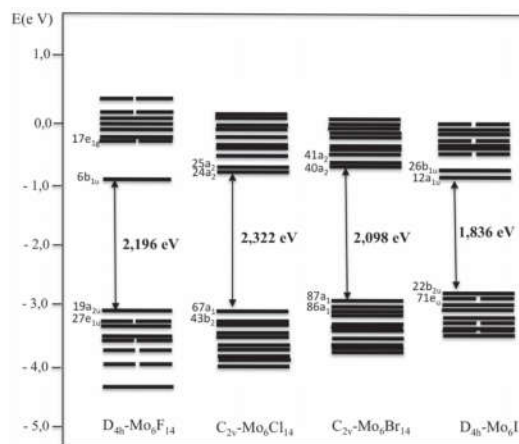 E(e V)
1,0
0,0
- 1,0
- 2,0
- 3,0
- 4,0
- 5,0
17e1g
6b1u
2,196 eV
19a2u
27e1u
D4h-Mo6F14
25a2
24a2
2,322 eV
67a1
43b2
C2v-Mo6Cl14
41a2
40a2
2,098 eV
87a1
86a1
C2v-Mo6Br14
26b1u
12a1u
1,836 eV
22b2u
71eu
D4h-Mo6I